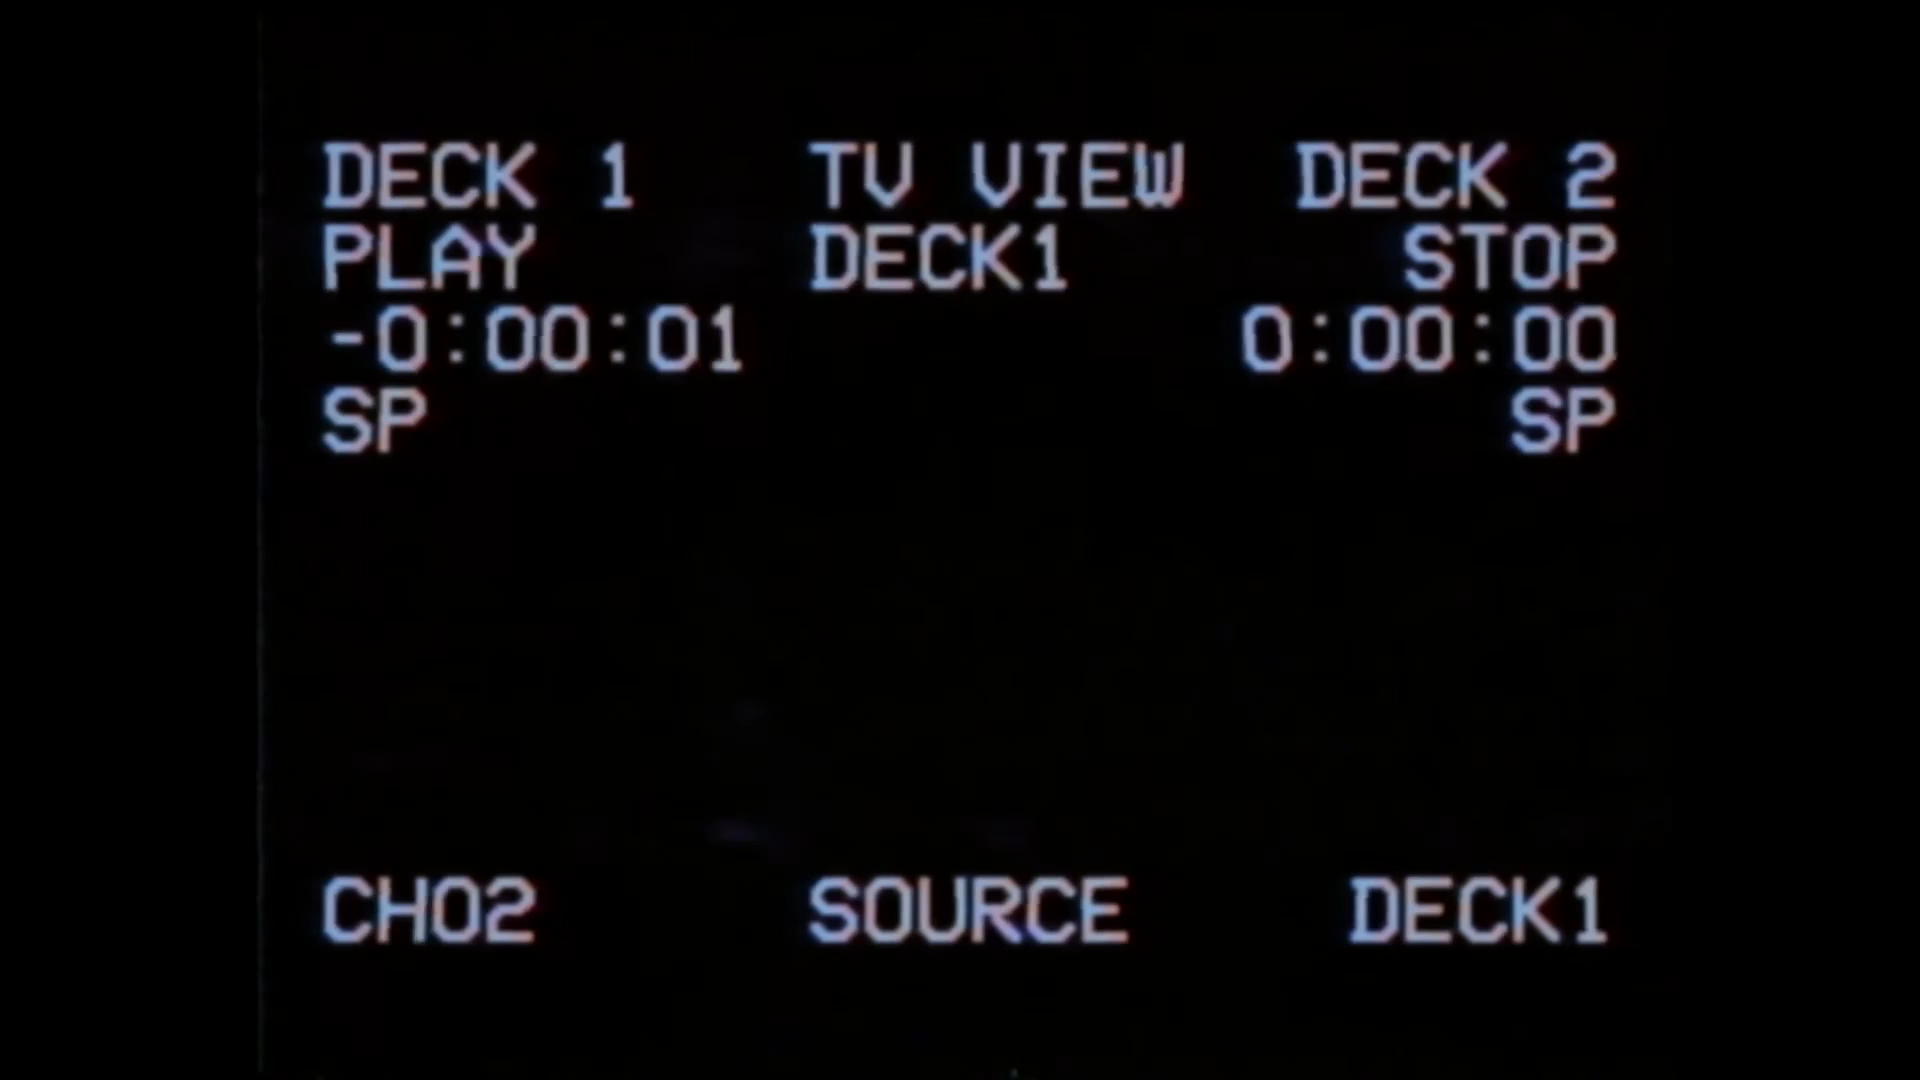 DECK 1 TV VIEW DECK 2
PLAY DECK1 STOP
-0:00:01 0:00:00
SP SP
CH02 SOURCE DECK1